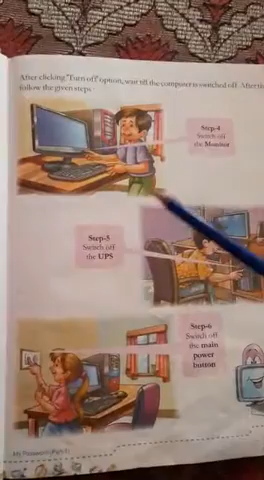 After clicking "Turn off" option, wait till the computer is switched off. After
follow the given steps
Step-4
Switch off
the Monitor
Step-5
Switch off
the UPS
Step-6
Switch off
the main
power
button